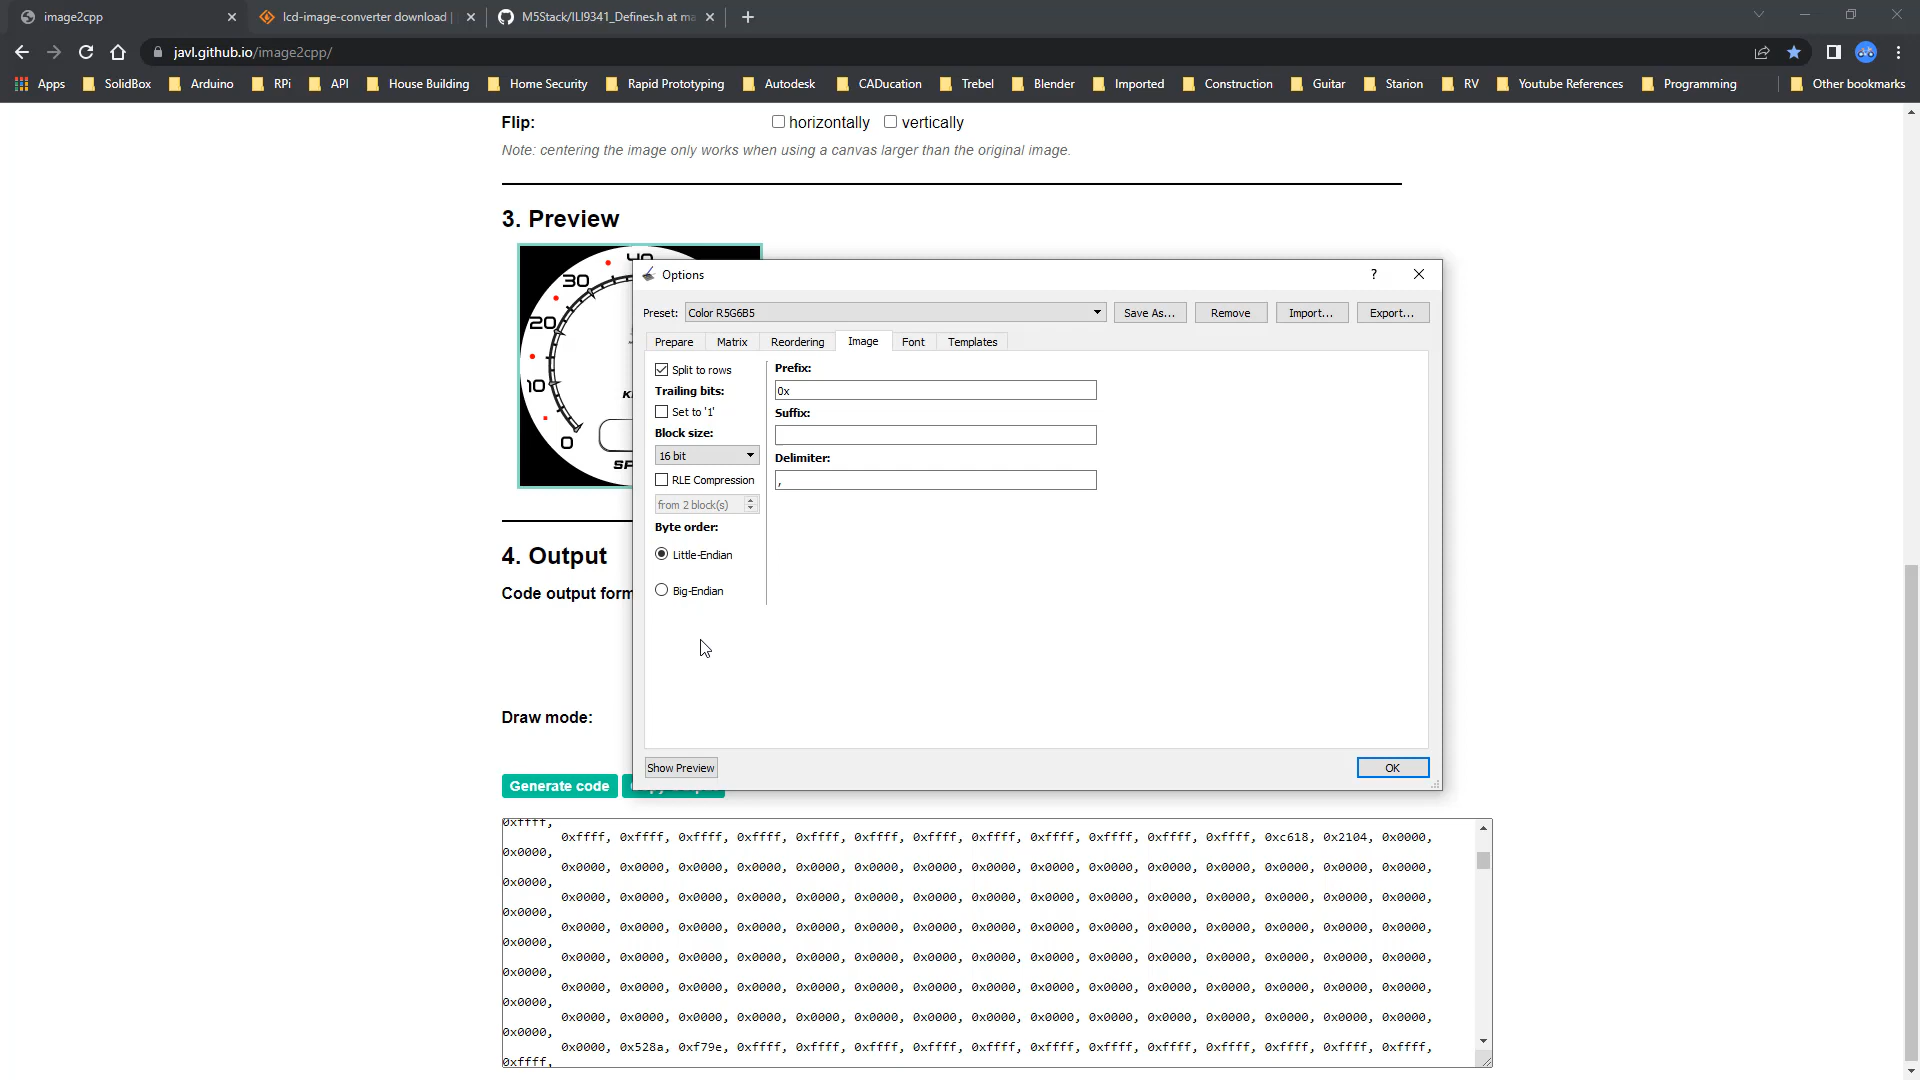 image2cpp
lcd-image-converter download |
M5Stack/ILI9341_Defines.h at ma
javl.github.io/image2cpp/
Apps SolidBox Arduino RPi API House Building Home Security Rapid Prototyping Autodesk CADucation Trebel Blender Imported Construction Guitar Starion RV Youtube References Programming Other bookmarks
Flip: horizontally vertically
Note: centering the image only works when using a canvas larger than the original image.
3. Preview
40
30
20
10
0
Options
?
Preset: Color R5G6B5 Save As... Remove Import... Export...
Prepare Matrix Reordering Image Font Templates
Split to rows
Trailing bits:
Set to '1'
Block size:
16 bit
RLE Compression
from 2 block(s)
Byte order:
Little-Endian
Big-Endian
Prefix:
0x
Suffix:
Delimiter:
,
Show Preview
OK
4. Output
Code output form
Draw mode:
Generate code
0xffff,
0xffff, 0xffff, 0xffff, 0xffff, 0xffff, 0xffff, 0xffff, 0xffff, 0xffff, 0xffff, 0xffff, 0xffff, 0xc618, 0x2104, 0x0000,
0x0000,
0x0000, 0x0000, 0x0000, 0x0000, 0x0000, 0x0000, 0x0000, 0x0000, 0x0000, 0x0000, 0x0000, 0x0000, 0x0000, 0x0000, 0x0000,
0x0000,
0x0000, 0x0000, 0x0000, 0x0000, 0x0000, 0x0000, 0x0000, 0x0000, 0x0000, 0x0000, 0x0000, 0x0000, 0x0000, 0x0000, 0x0000,
0x0000,
0x0000, 0x0000, 0x0000, 0x0000, 0x0000, 0x0000, 0x0000, 0x0000, 0x0000, 0x0000, 0x0000, 0x0000, 0x0000, 0x0000, 0x0000,
0x0000,
0x0000, 0x0000, 0x0000, 0x0000, 0x0000, 0x0000, 0x0000, 0x0000, 0x0000, 0x0000, 0x0000, 0x0000, 0x0000, 0x0000, 0x0000,
0x0000,
0x0000, 0x0000, 0x0000, 0x0000, 0x0000, 0x0000, 0x0000, 0x0000, 0x0000, 0x0000, 0x0000, 0x0000, 0x0000, 0x0000, 0x0000,
0x0000,
0x0000, 0x0000, 0x0000, 0x0000, 0x0000, 0x0000, 0x0000, 0x0000, 0x0000, 0x0000, 0x0000, 0x0000, 0x0000, 0x0000, 0x0000,
0x0000,
0x0000, 0x528a, 0xf79e, 0xffff, 0xffff, 0xffff, 0xffff, 0xffff, 0xffff, 0xffff, 0xffff, 0xffff, 0xffff, 0xffff, 0xffff,
0xffff,